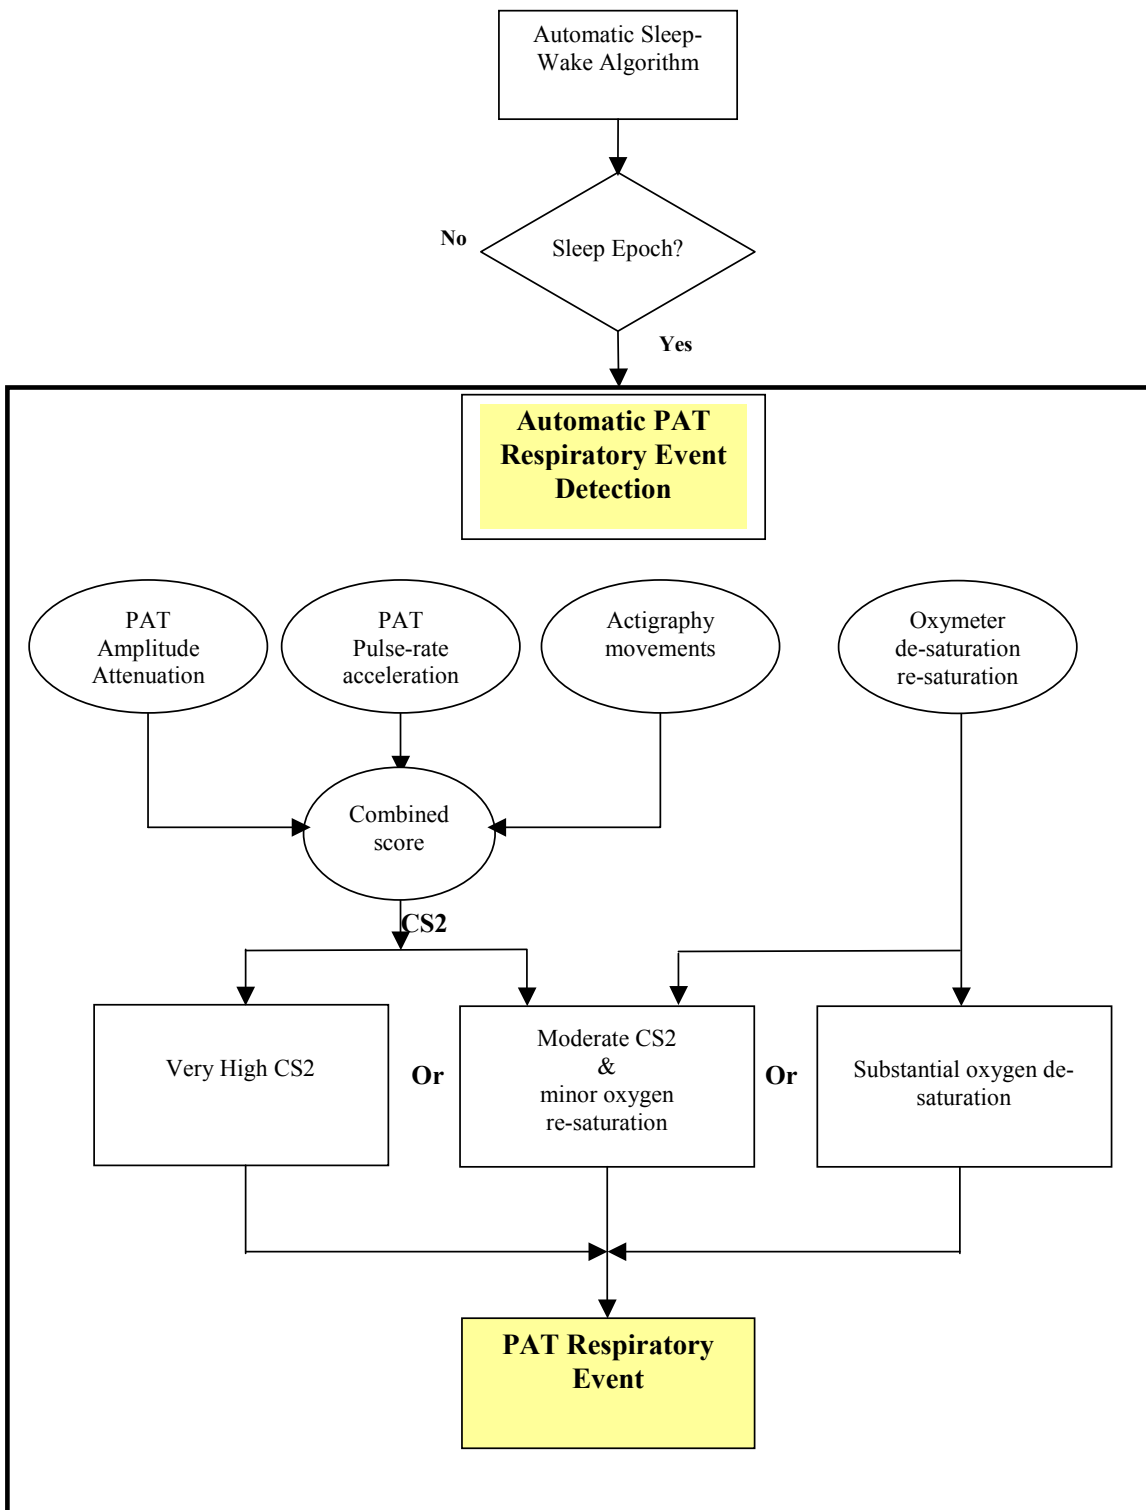 Automatic Sleep-
Wake Algorithm
No
Sleep Epoch?
Yes
Automatic PAT
Respiratory Event
Detection
PAT
Amplitude
Attenuation
PAT
Pulse-rate
acceleration
Actigraphy
movements
Oxymeter
de-saturation
re-saturation
Combined
score
CS2
Very High CS2
Or
Moderate CS2
&
minor oxygen
re-saturation
Or
Substantial oxygen de-
saturation
PAT Respiratory
Event